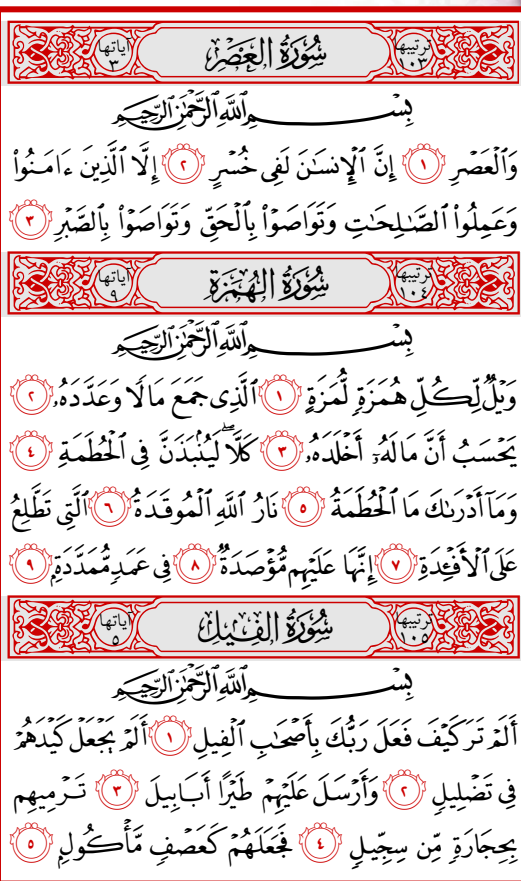 ترتيبها ١٠٣ سُورَةُ العَصْرِ آياتها ٣
بِسْمِ ٱللَّهِ ٱلرَّحْمَٰنِ ٱلرَّحِيمِ
وَٱلْعَصْرِ ١ إِنَّ ٱلْإِنسَٰنَ لَفِى خُسْرٍ ٢ إِلَّا ٱلَّذِينَ ءَامَنُوا۟
وَعَمِلُوا۟ ٱلصَّٰلِحَٰتِ وَتَوَاصَوْا۟ بِٱلْحَقِّ وَتَوَاصَوْا۟ بِٱلصَّبْرِ ٣
ترتيبها ١٠٤ سُورَةُ الهُمَزَةِ آياتها ٩
بِسْمِ ٱللَّهِ ٱلرَّحْمَٰنِ ٱلرَّحِيمِ
وَيْلٌ لِّكُلِّ هُمَزَةٍ لُّمَزَةٍ ١ ٱلَّذِى جَمَعَ مَالًا وَعَدَّدَهُۥ ٢
يَحْسَبُ أَنَّ مَالَهُۥٓ أَخْلَدَهُۥ ٣ كَلَّا ۖ لَيُنۢبَذَنَّ فِى ٱلْحُطَمَةِ ٤
وَمَآ أَدْرَىٰكَ مَا ٱلْحُطَمَةُ ٥ نَارُ ٱللَّهِ ٱلْمُوقَدَةُ ٦ ٱلَّتِى تَطَّلِعُ
عَلَى ٱلْأَفْـِٔدَةِ ٧ إِنَّهَا عَلَيْهِم مُّؤْصَدَةٌ ٨ فِى عَمَدٍ مُّمَدَّدَةٍۭ ٩
ترتيبها ١٠٥ سُورَةُ الفِيلِ آياتها ٥
بِسْمِ ٱللَّهِ ٱلرَّحْمَٰنِ ٱلرَّحِيمِ
أَلَمْ تَرَ كَيْفَ فَعَلَ رَبُّكَ بِأَصْحَٰبِ ٱلْفِيلِ ١ أَلَمْ يَجْعَلْ كَيْدَهُمْ
فِى تَضْلِيلٍ ٢ وَأَرْسَلَ عَلَيْهِمْ طَيْرًا أَبَابِيلَ ٣ تَرْمِيهِم
بِحِجَارَةٍ مِّن سِجِّيلٍ ٤ فَجَعَلَهُمْ كَعَصْفٍ مَّأْكُولٍۭ ٥